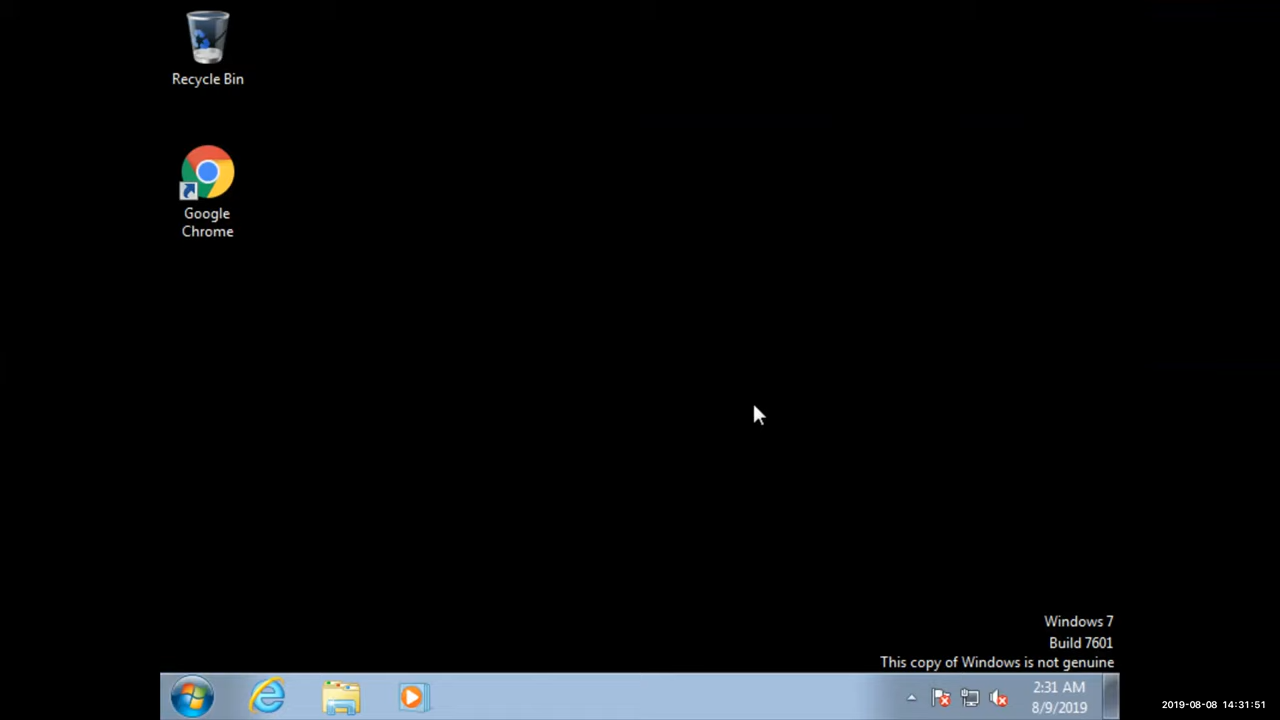 Recycle Bin
Google
Chrome
Windows 7
Build 7601
This copy of Windows is not genuine
2:31 AM
8/9/2019
2019-08-08 14:31:51